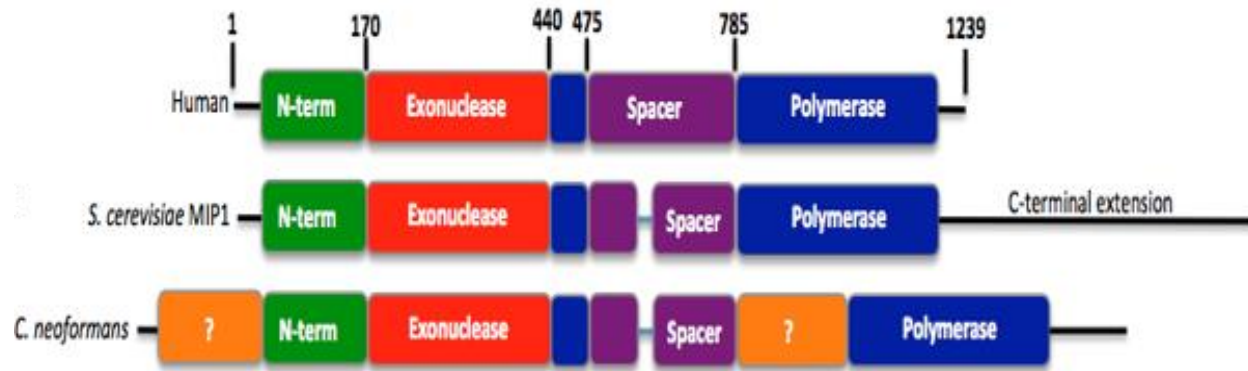 1 170 440 475 785 1239
Human N-term Exonuclease Spacer Polymerase
S. cerevisiae MIP1 N-term Exonuclease Spacer Polymerase C-terminal extension
C. neoformans ? N-term Exonuclease Spacer ? Polymerase